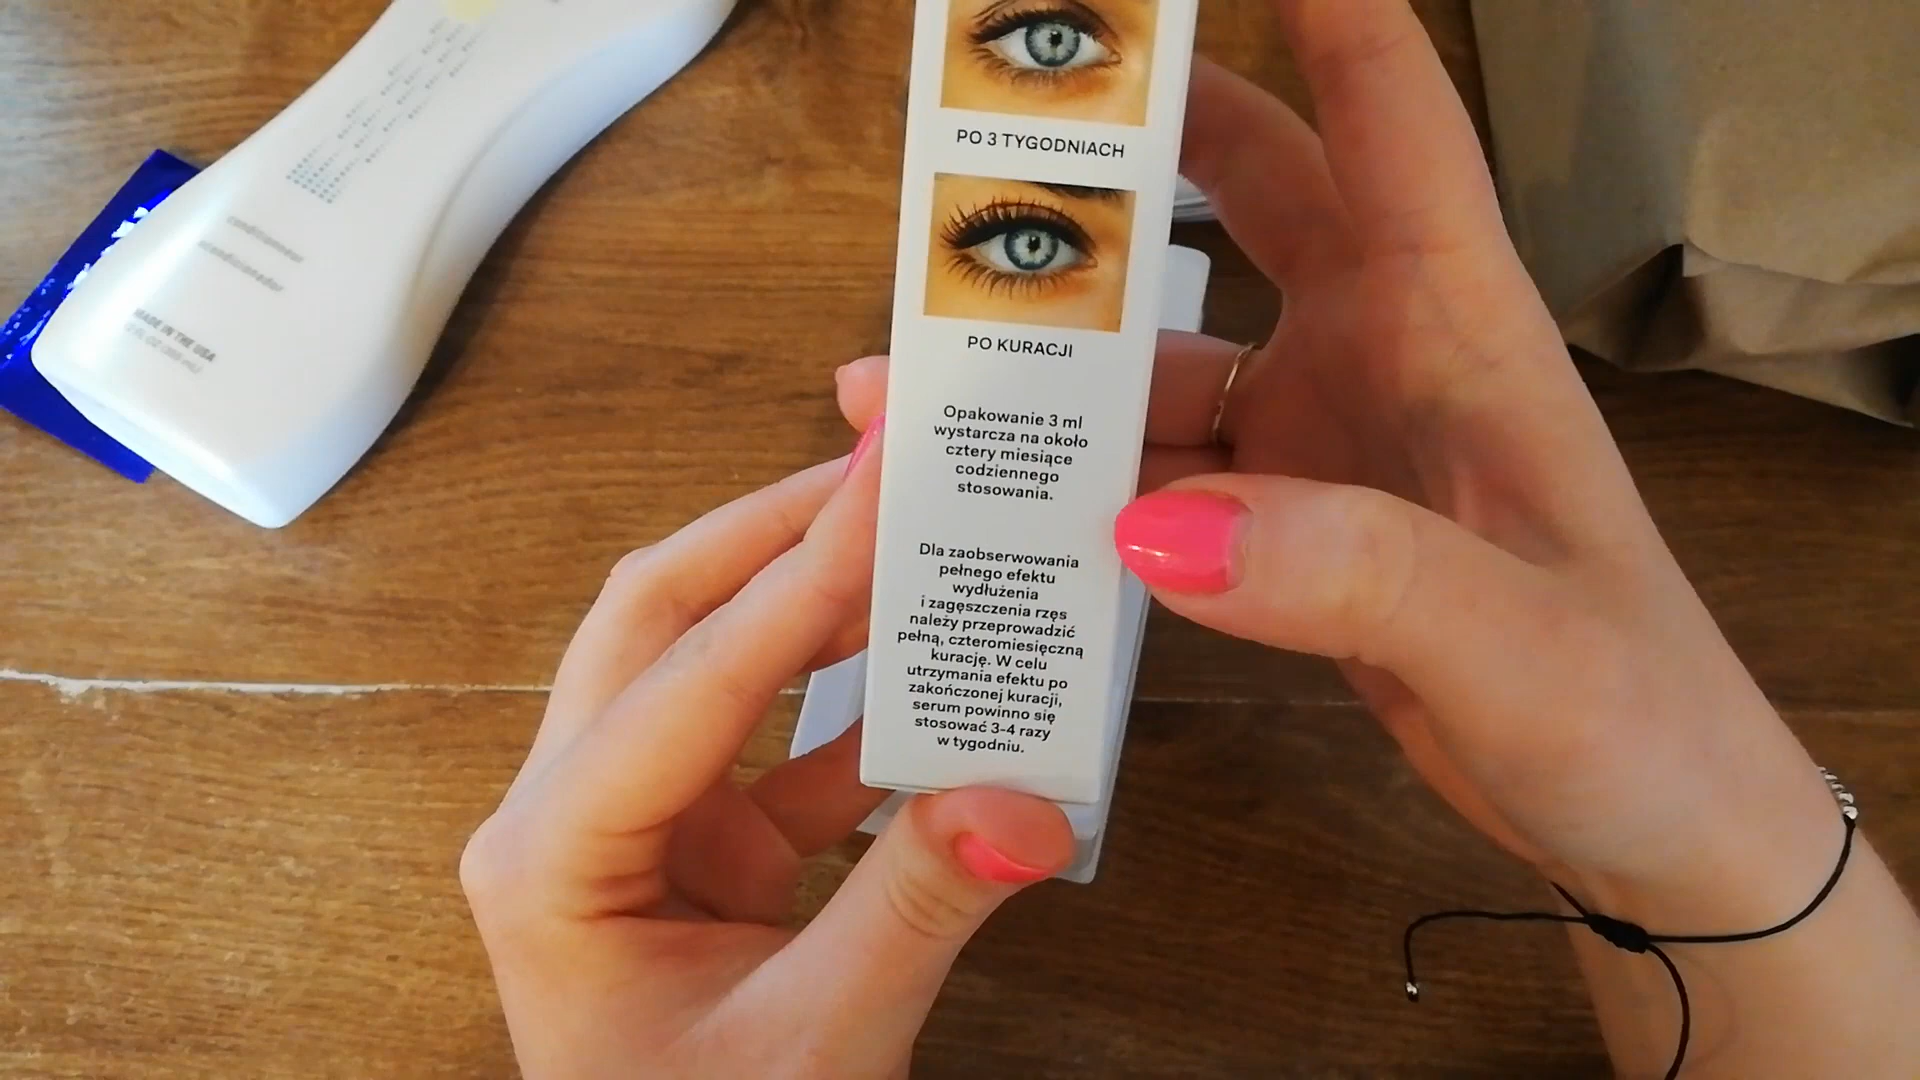 PO 3 TYGODNIACH
PO KURACJI
Opakowanie 3 ml
wystarcza na około
cztery miesiące
codziennego
stosowania.
Dla zaobserwowania
pełnego efektu
wydłużenia
i zagęszczenia rzęs
należy przeprowadzić
pełną, czteromiesięczną
kurację. W celu
utrzymania efektu po
zakończonej kuracji,
serum powinno się
stosować 3-4 razy
w tygodniu.
conditionneur
acondicionador
MADE IN THE USA